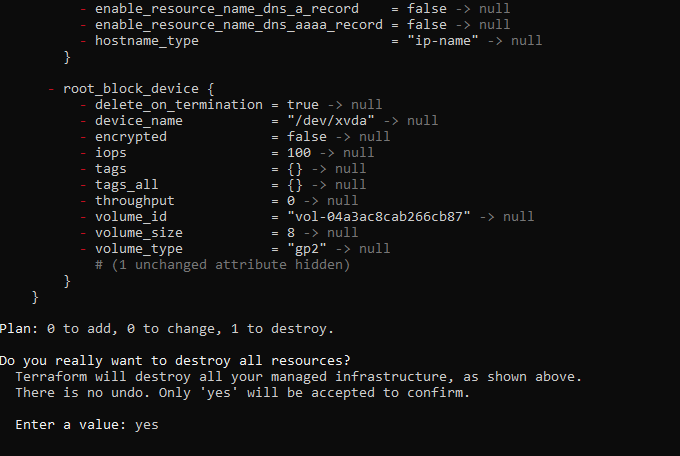 - enable_resource_name_dns_a_record    = false -> null
- enable_resource_name_dns_aaaa_record = false -> null
- hostname_type                        = "ip-name" -> null
}
- root_block_device {
- delete_on_termination = true -> null
- device_name           = "/dev/xvda" -> null
- encrypted             = false -> null
- iops                  = 100 -> null
- tags                  = {} -> null
- tags_all              = {} -> null
- throughput            = 0 -> null
- volume_id             = "vol-04a3ac8cab266cb87" -> null
- volume_size           = 8 -> null
- volume_type           = "gp2" -> null
# (1 unchanged attribute hidden)
}
}
Plan: 0 to add, 0 to change, 1 to destroy.
Do you really want to destroy all resources?
Terraform will destroy all your managed infrastructure, as shown above.
There is no undo. Only 'yes' will be accepted to confirm.
Enter a value: yes